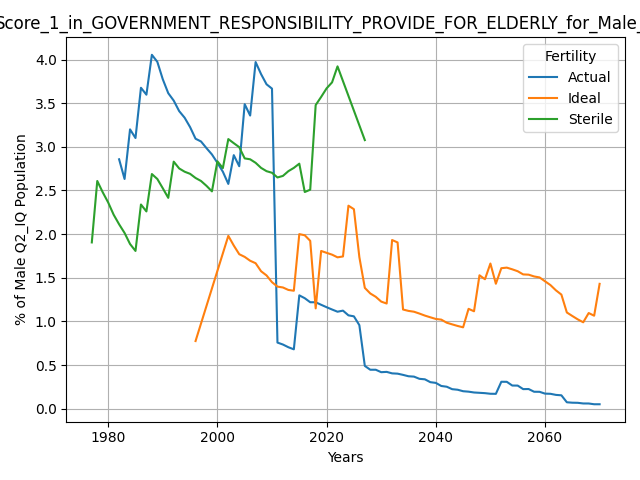 Score_1_in_GOVERNMENT_RESPONSIBILITY_PROVIDE_FOR_ELDERLY_for_Male_
Fertility
Actual
Ideal
Sterile
% of Male Q2_IQ Population
4.0
3.5
3.0
2.5
2.0
1.5
1.0
0.5
0.0
1980 2000 2020 2040 2060
Years